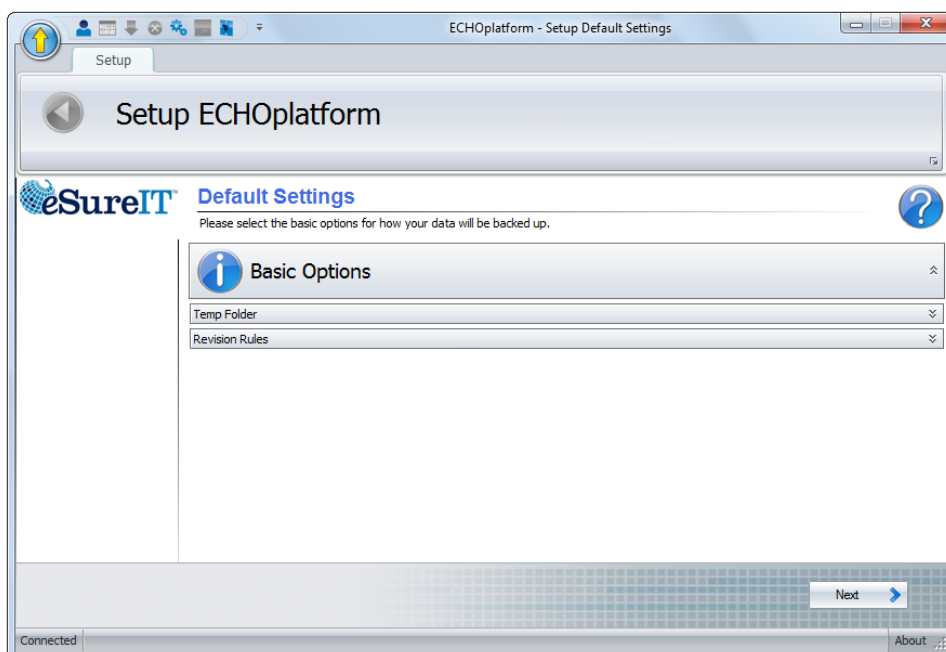 ECHOplatform - Setup Default Settings
Setup
Setup ECHOplatform
eSureIT™
Default Settings
Please select the basic options for how your data will be backed up.
Basic Options
Temp Folder
Revision Rules
Next
Connected
About